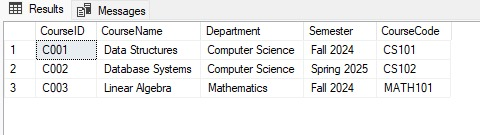 Results Messages
CourseID CourseName Department Semester CourseCode
1 C001 Data Structures Computer Science Fall 2024 CS101
2 C002 Database Systems Computer Science Spring 2025 CS102
3 C003 Linear Algebra Mathematics Fall 2024 MATH101